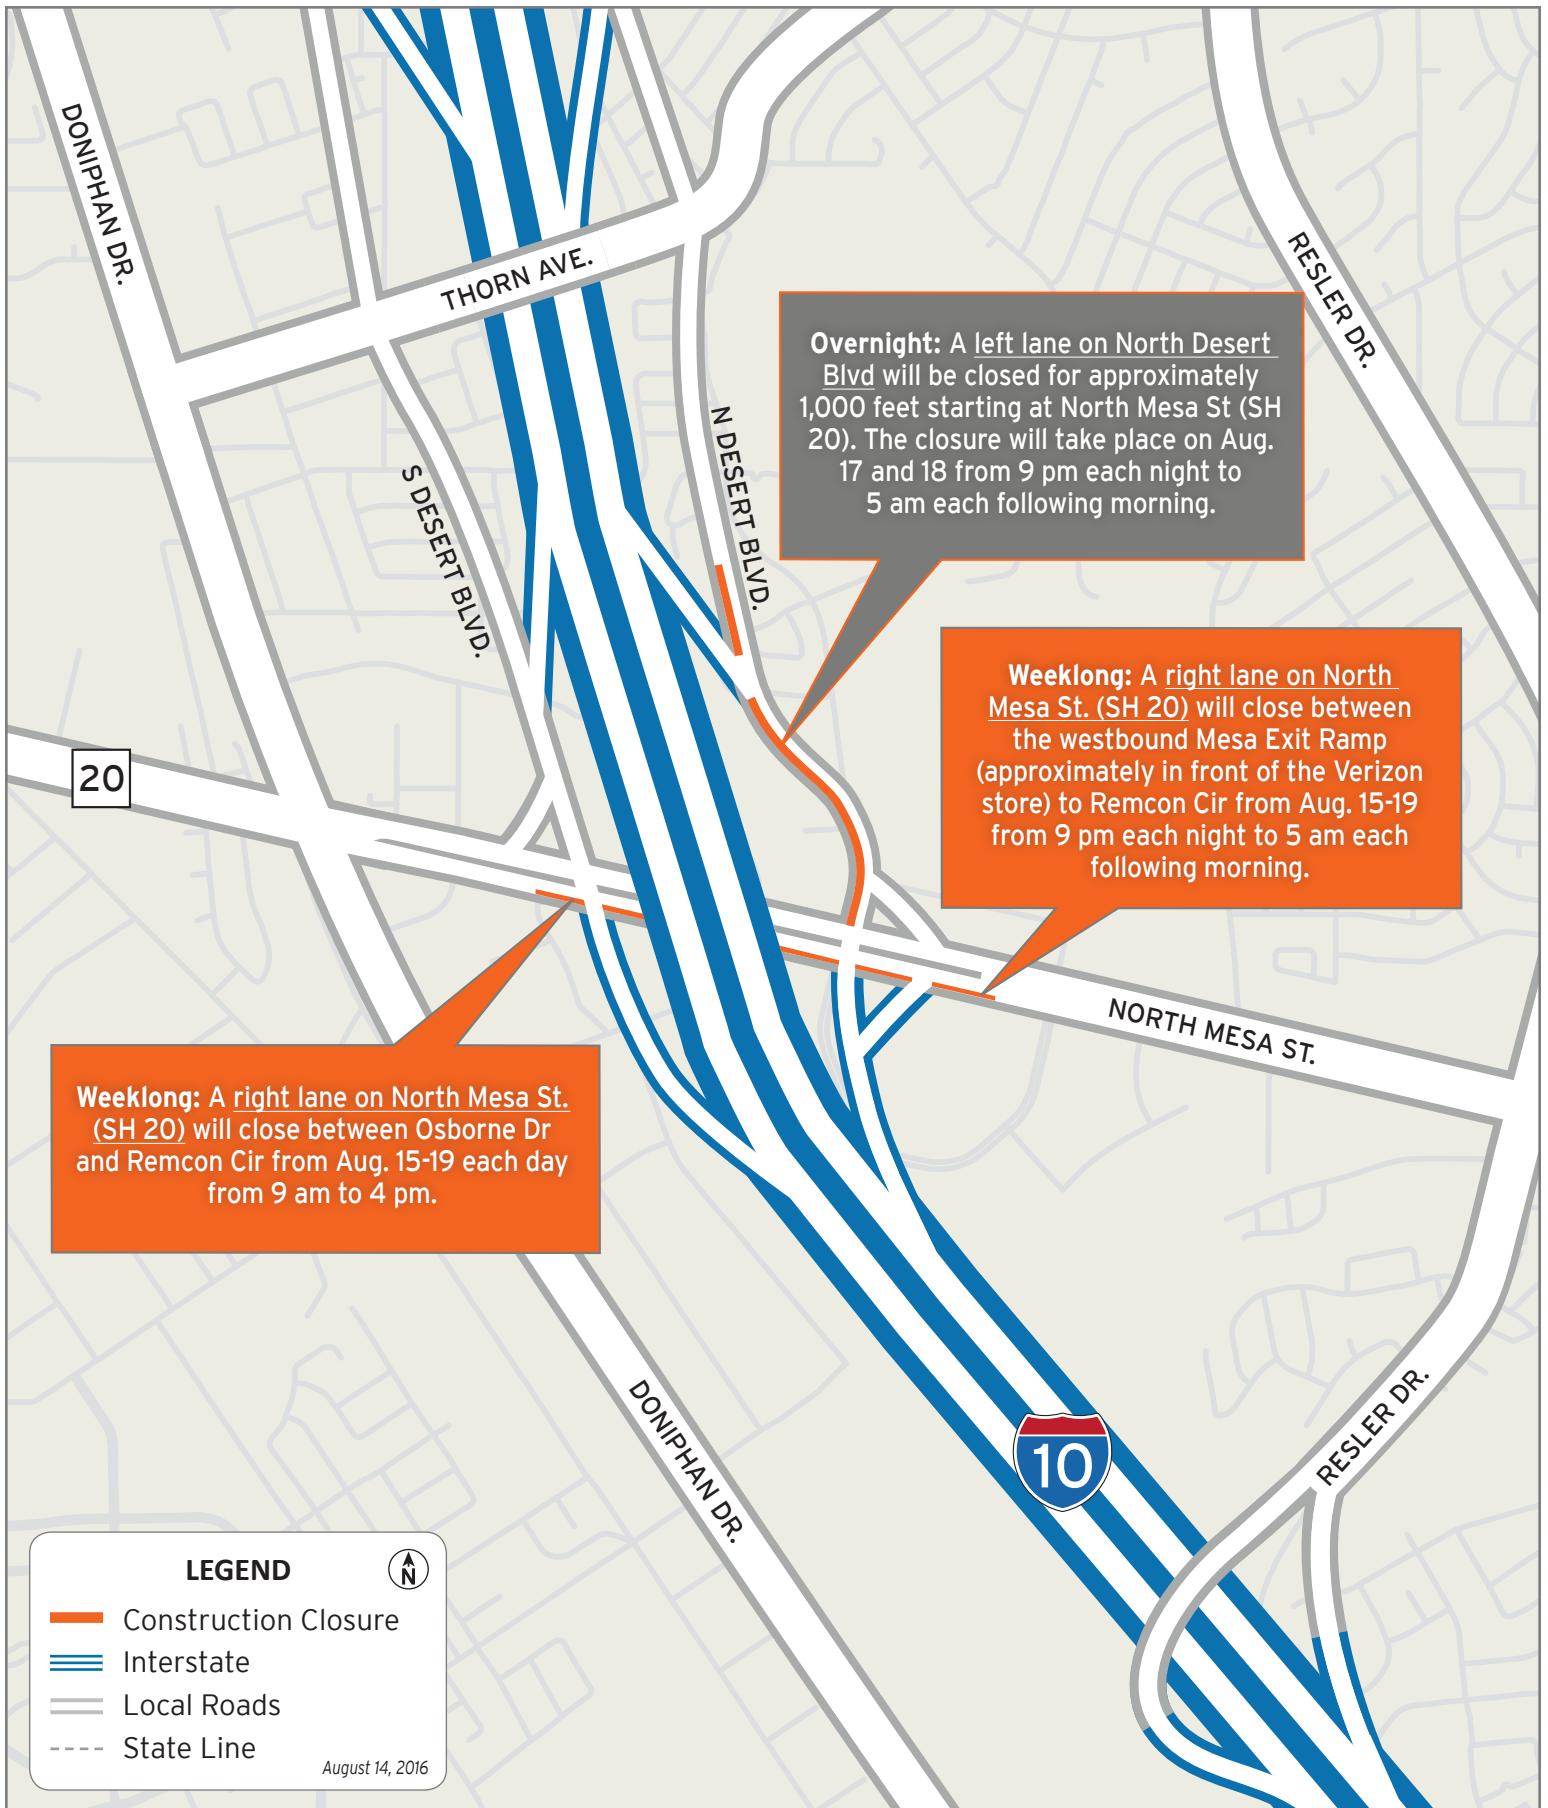 DONIPHAN DR.
THORN AVE.
RESLER DR.
Overnight: A left lane on North Desert
Blvd will be closed for approximately
1,000 feet starting at North Mesa St (SH
20). The closure will take place on Aug.
17 and 18 from 9 pm each night to
5 am each following morning.
N DESERT BLVD.
S DESERT BLVD.
Weeklong: A right lane on North
Mesa St. (SH 20) will close between
the westbound Mesa Exit Ramp
(approximately in front of the Verizon
store) to Remcon Cir from Aug. 15-19
from 9 pm each night to 5 am each
following morning.
20
NORTH MESA ST.
Weeklong: A right lane on North Mesa St.
(SH 20) will close between Osborne Dr
and Remcon Cir from Aug. 15-19 each day
from 9 am to 4 pm.
DONIPHAN DR.
10
RESLER DR.
LEGEND
N
Construction Closure
Interstate
Local Roads
State Line
August 14, 2016